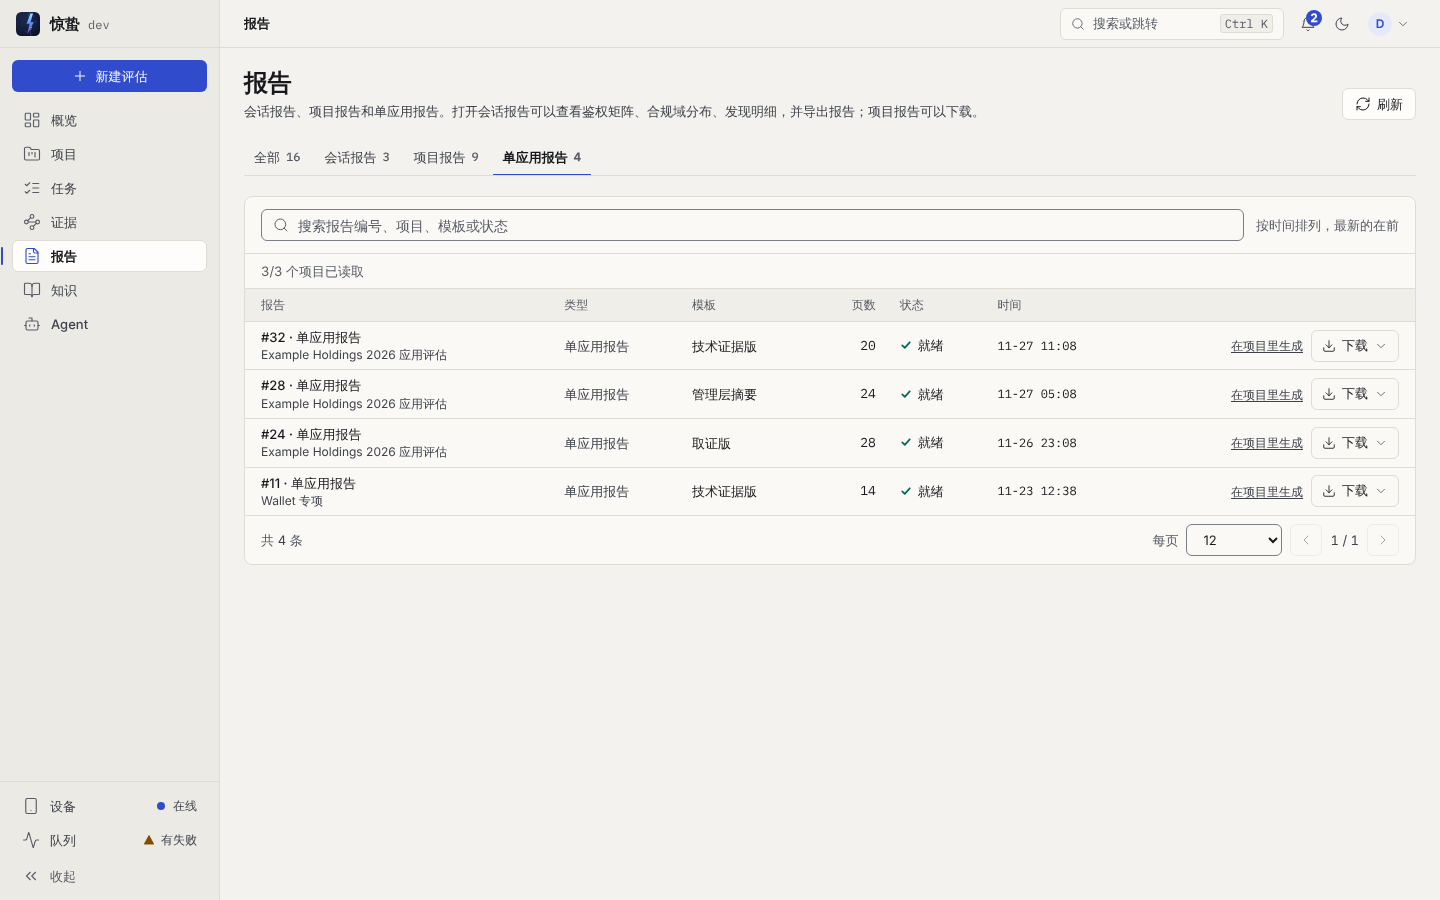 惊蛰 dev
报告
搜索或跳转 Ctrl K
2
D
新建评估
概览
项目
任务
证据
报告
知识
Agent
设备 在线
队列 有失败
收起
报告
会话报告、项目报告和单应用报告。打开会话报告可以查看鉴权矩阵、合规域分布、发现明细，并导出报告；项目报告可以下载。
刷新
全部 16 会话报告 3 项目报告 9 单应用报告 4
搜索报告编号、项目、模板或状态
按时间排列，最新的在前
3/3 个项目已读取
报告 类型 模板 页数 状态 时间
#32 · 单应用报告
Example Holdings 2026 应用评估
单应用报告 技术证据版 20 就绪 11-27 11:08 在项目里生成 下载
#28 · 单应用报告
Example Holdings 2026 应用评估
单应用报告 管理层摘要 24 就绪 11-27 05:08 在项目里生成 下载
#24 · 单应用报告
Example Holdings 2026 应用评估
单应用报告 取证版 28 就绪 11-26 23:08 在项目里生成 下载
#11 · 单应用报告
Wallet 专项
单应用报告 技术证据版 14 就绪 11-23 12:38 在项目里生成 下载
共 4 条
每页 12 1 / 1